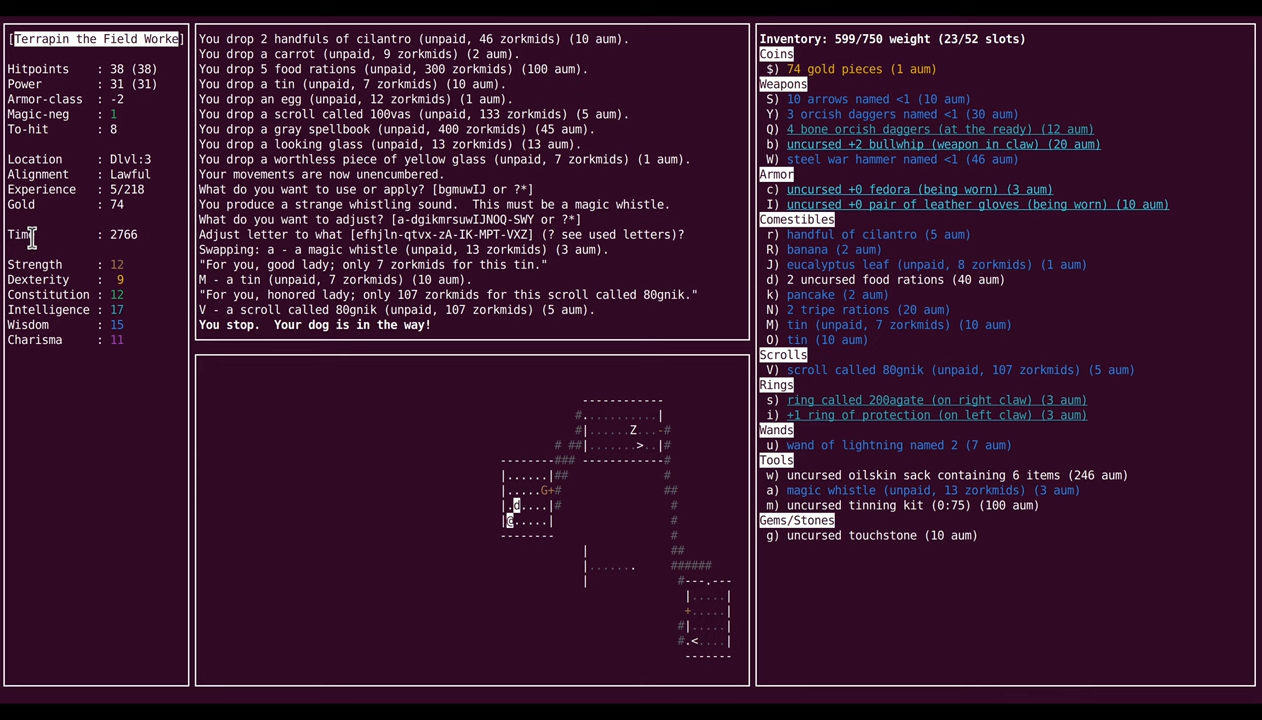 [Terrapin the Field Worke]
Hitpoints : 38 (38)
Power : 31 (31)
Armor-class : -2
Magic-neg : 1
To-hit : 8
Location : Dlvl:3
Alignment : Lawful
Experience : 5/218
Gold : 74
Time : 2766
Strength : 12
Dexterity : 9
Constitution : 12
Intelligence : 17
Wisdom : 15
Charisma : 11
You drop 2 handfuls of cilantro (unpaid, 46 zorkmids) (10 aum).
You drop a carrot (unpaid, 9 zorkmids) (2 aum).
You drop 5 food rations (unpaid, 300 zorkmids) (100 aum).
You drop a tin (unpaid, 7 zorkmids) (10 aum).
You drop an egg (unpaid, 12 zorkmids) (1 aum).
You drop a scroll called 100vas (unpaid, 133 zorkmids) (5 aum).
You drop a gray spellbook (unpaid, 400 zorkmids) (45 aum).
You drop a looking glass (unpaid, 13 zorkmids) (13 aum).
You drop a worthless piece of yellow glass (unpaid, 7 zorkmids) (1 aum).
Your movements are now unencumbered.
What do you want to use or apply? [bgmuwIJ or ?*]
You produce a strange whistling sound.  This must be a magic whistle.
What do you want to adjust? [a-dgikmrsuwIJNOQ-SWY or ?*]
Adjust letter to what [efhjln-qtvx-zA-IK-MPT-VXZ] (? see used letters)?
Swapping: a - a magic whistle (unpaid, 13 zorkmids) (3 aum).
"For you, good lady; only 7 zorkmids for this tin."
M - a tin (unpaid, 7 zorkmids) (10 aum).
"For you, honored lady; only 107 zorkmids for this scroll called 80gnik."
V - a scroll called 80gnik (unpaid, 107 zorkmids) (5 aum).
You stop.  Your dog is in the way!
------------
#..........|
#|......Z...-#
# ##|.......>..|#
--------### ------------#
|......|## #
|.....G+# ##
|.d....|# #
|@.....| #
-------- #
| ##
|....... ######
| #---.---
|.....|
+.....|
#|.....|
#.<....|
-------
Inventory: 599/750 weight (23/52 slots)
Coins
$) 74 gold pieces (1 aum)
Weapons
S) 10 arrows named <1 (10 aum)
Y) 3 orcish daggers named <1 (30 aum)
Q) 4 bone orcish daggers (at the ready) (12 aum)
b) uncursed +2 bullwhip (weapon in claw) (20 aum)
W) steel war hammer named <1 (46 aum)
Armor
c) uncursed +0 fedora (being worn) (3 aum)
I) uncursed +0 pair of leather gloves (being worn) (10 aum)
Comestibles
r) handful of cilantro (5 aum)
R) banana (2 aum)
J) eucalyptus leaf (unpaid, 8 zorkmids) (1 aum)
d) 2 uncursed food rations (40 aum)
k) pancake (2 aum)
N) 2 tripe rations (20 aum)
M) tin (unpaid, 7 zorkmids) (10 aum)
O) tin (10 aum)
Scrolls
V) scroll called 80gnik (unpaid, 107 zorkmids) (5 aum)
Rings
s) ring called 200agate (on right claw) (3 aum)
i) +1 ring of protection (on left claw) (3 aum)
Wands
u) wand of lightning named 2 (7 aum)
Tools
w) uncursed oilskin sack containing 6 items (246 aum)
a) magic whistle (unpaid, 13 zorkmids) (3 aum)
m) uncursed tinning kit (0:75) (100 aum)
Gems/Stones
g) uncursed touchstone (10 aum)